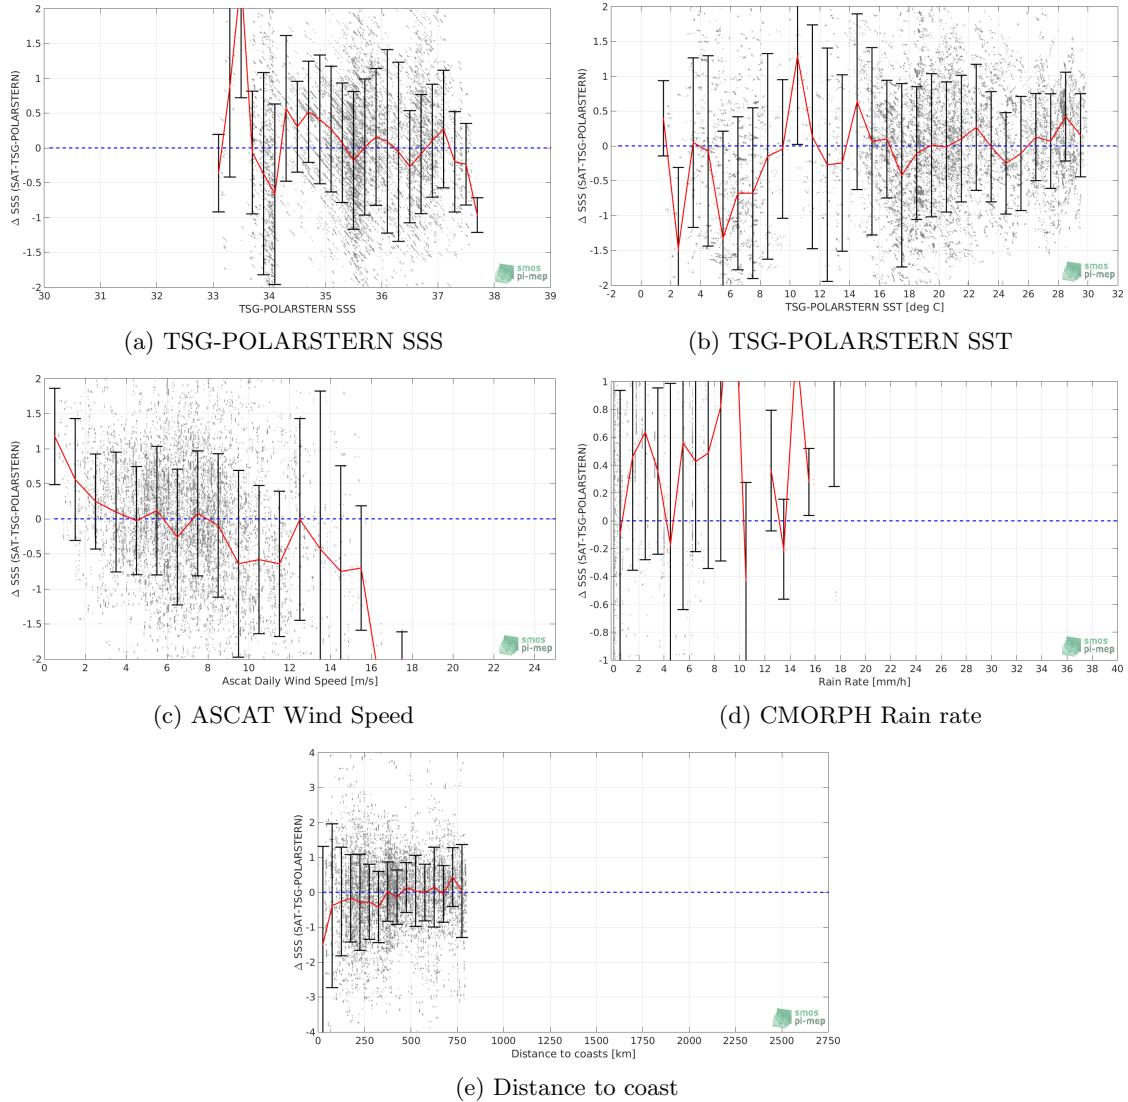 Δ SSS (SAT-TSG-POLARSTERN)
2
1.5
1
0.5
0
-0.5
-1
-1.5
-2
30 31 32 33 34 35 36 37 38 39
TSG-POLARSTERN SSS
smos
pi-mep
(a) TSG-POLARSTERN SSS
Δ SSS (SAT-TSG-POLARSTERN)
2
1.5
1
0.5
0
-0.5
-1
-1.5
-2
-2 0 2 4 6 8 10 12 14 16 18 20 22 24 26 28 30 32
TSG-POLARSTERN SST [deg C]
smos
pi-mep
(b) TSG-POLARSTERN SST
Δ SSS (SAT-TSG-POLARSTERN)
2
1.5
1
0.5
0
-0.5
-1
-1.5
-2
0 2 4 6 8 10 12 14 16 18 20 22 24
Ascat Daily Wind Speed [m/s]
smos
pi-mep
(c) ASCAT Wind Speed
Δ SSS (SAT-TSG-POLARSTERN)
1
0.8
0.6
0.4
0.2
0
-0.2
-0.4
-0.6
-0.8
-1
0 2 4 6 8 10 12 14 16 18 20 22 24 26 28 30 32 34 36 38 40
Rain Rate [mm/h]
smos
pi-mep
(d) CMORPH Rain rate
Δ SSS (SAT-TSG-POLARSTERN)
4
3
2
1
0
-1
-2
-3
-4
0 250 500 750 1000 1250 1500 1750 2000 2250 2500 2750
Distance to coasts [km]
smos
pi-mep
(e) Distance to coast